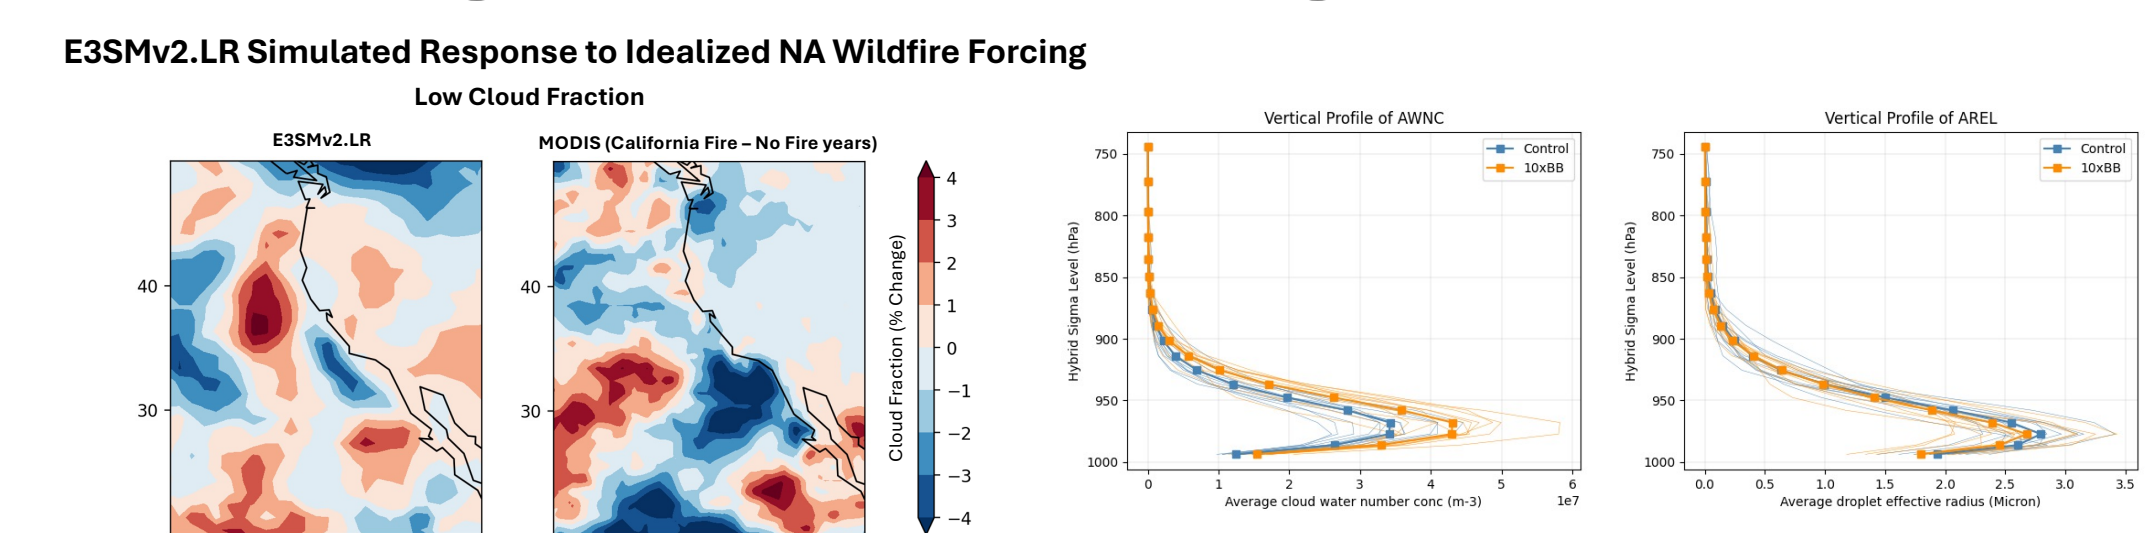 E3SMv2.LR Simulated Response to Idealized NA Wildfire Forcing
Low Cloud Fraction
E3SMv2.LR
40
30
MODIS (California Fire – No Fire years)
40
30
4
3
2
1
0
−1
−2
−3
−4
Cloud Fraction (% Change)
Vertical Profile of AWNC
Control
10xBB
750
800
850
900
950
1000
Hybrid Sigma Level (hPa)
0 1 2 3 4 5 6
1e7
Average cloud water number conc (m-3)
Vertical Profile of AREL
Control
10xBB
750
800
850
900
950
1000
Hybrid Sigma Level (hPa)
0.0 0.5 1.0 1.5 2.0 2.5 3.0 3.5
Average droplet effective radius (Micron)